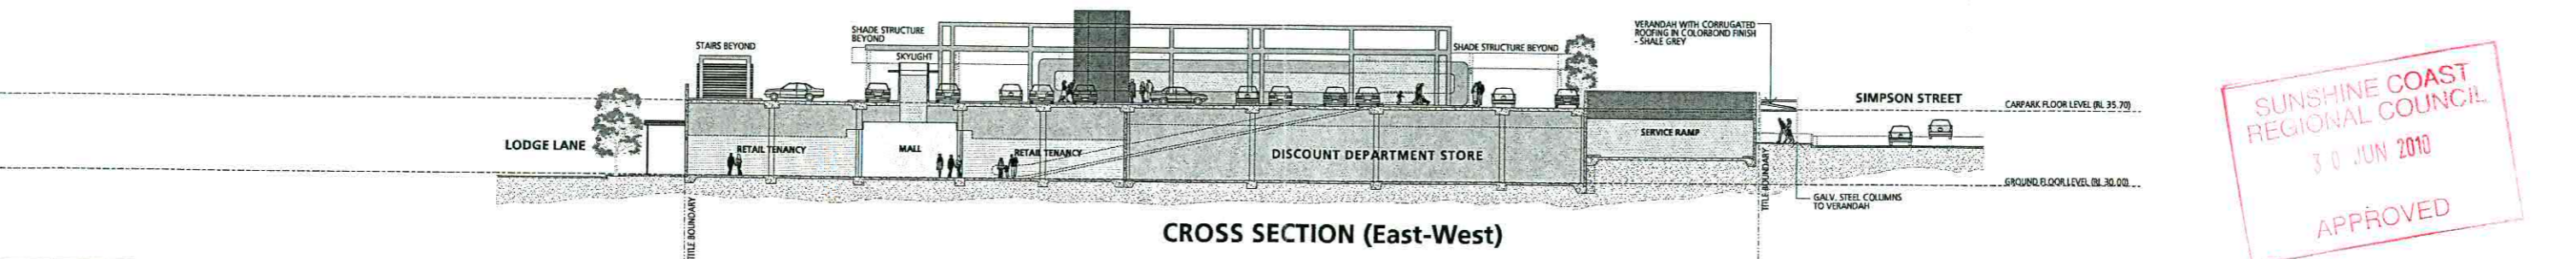 STAIRS BEYOND
SHADE STRUCTURE
BEYOND
SKYLIGHT
SHADE STRUCTURE BEYOND
VERANDAH WITH CORRUGATED
ROOFING IN COLORBOND FINISH
- SHALE GREY
LODGE LANE
RETAIL TENANCY
MALL
RETAIL TENANCY
DISCOUNT DEPARTMENT STORE
SERVICE RAMP
SIMPSON STREET
CARPARK FLOOR LEVEL (RL 35.70)
GROUND FLOOR LEVEL (RL 30.00)
TITLE BOUNDARY
TITLE BOUNDARY
GALV. STEEL COLUMNS
TO VERANDAH
CROSS SECTION (East-West)
SUNSHINE COAST
REGIONAL COUNCIL
30 JUN 2010
APPROVED